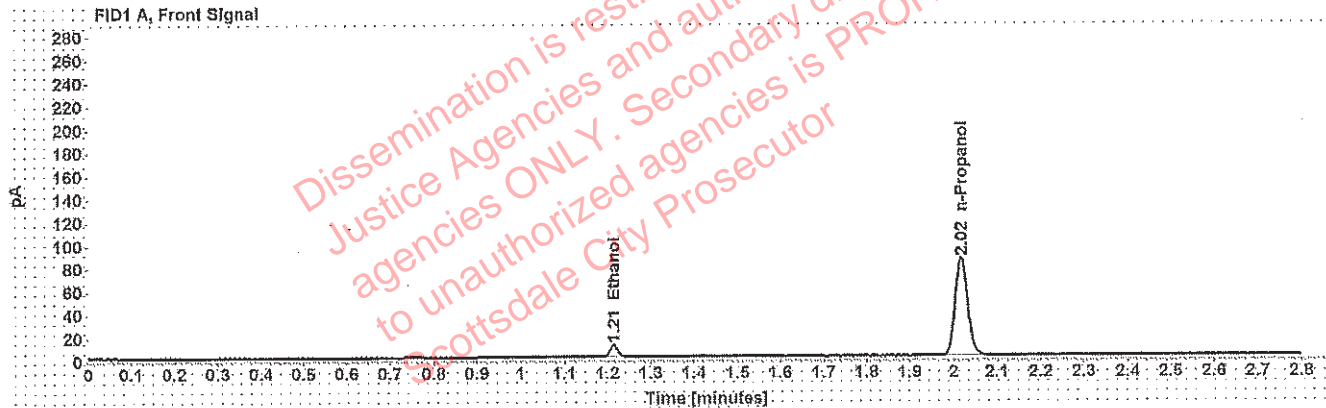 FID1 A, Front Signal
280
260
240
220
200
180
160
140
120
100
80
60
40
20
0
pA
1.21 Ethanol
2.02 n-Propanol
0 0.1 0.2 0.3 0.4 0.5 0.6 0.7 0.8 0.9 1 1.1 1.2 1.3 1.4 1.5 1.6 1.7 1.8 1.9 2 2.1 2.2 2.3 2.4 2.5 2.6 2.7 2.8
Time [minutes]
Dissemination is
Justice Agencies and
agencies ONLY. Secondary
to unauthorized agencies is
Scottsdale City Prosecutor